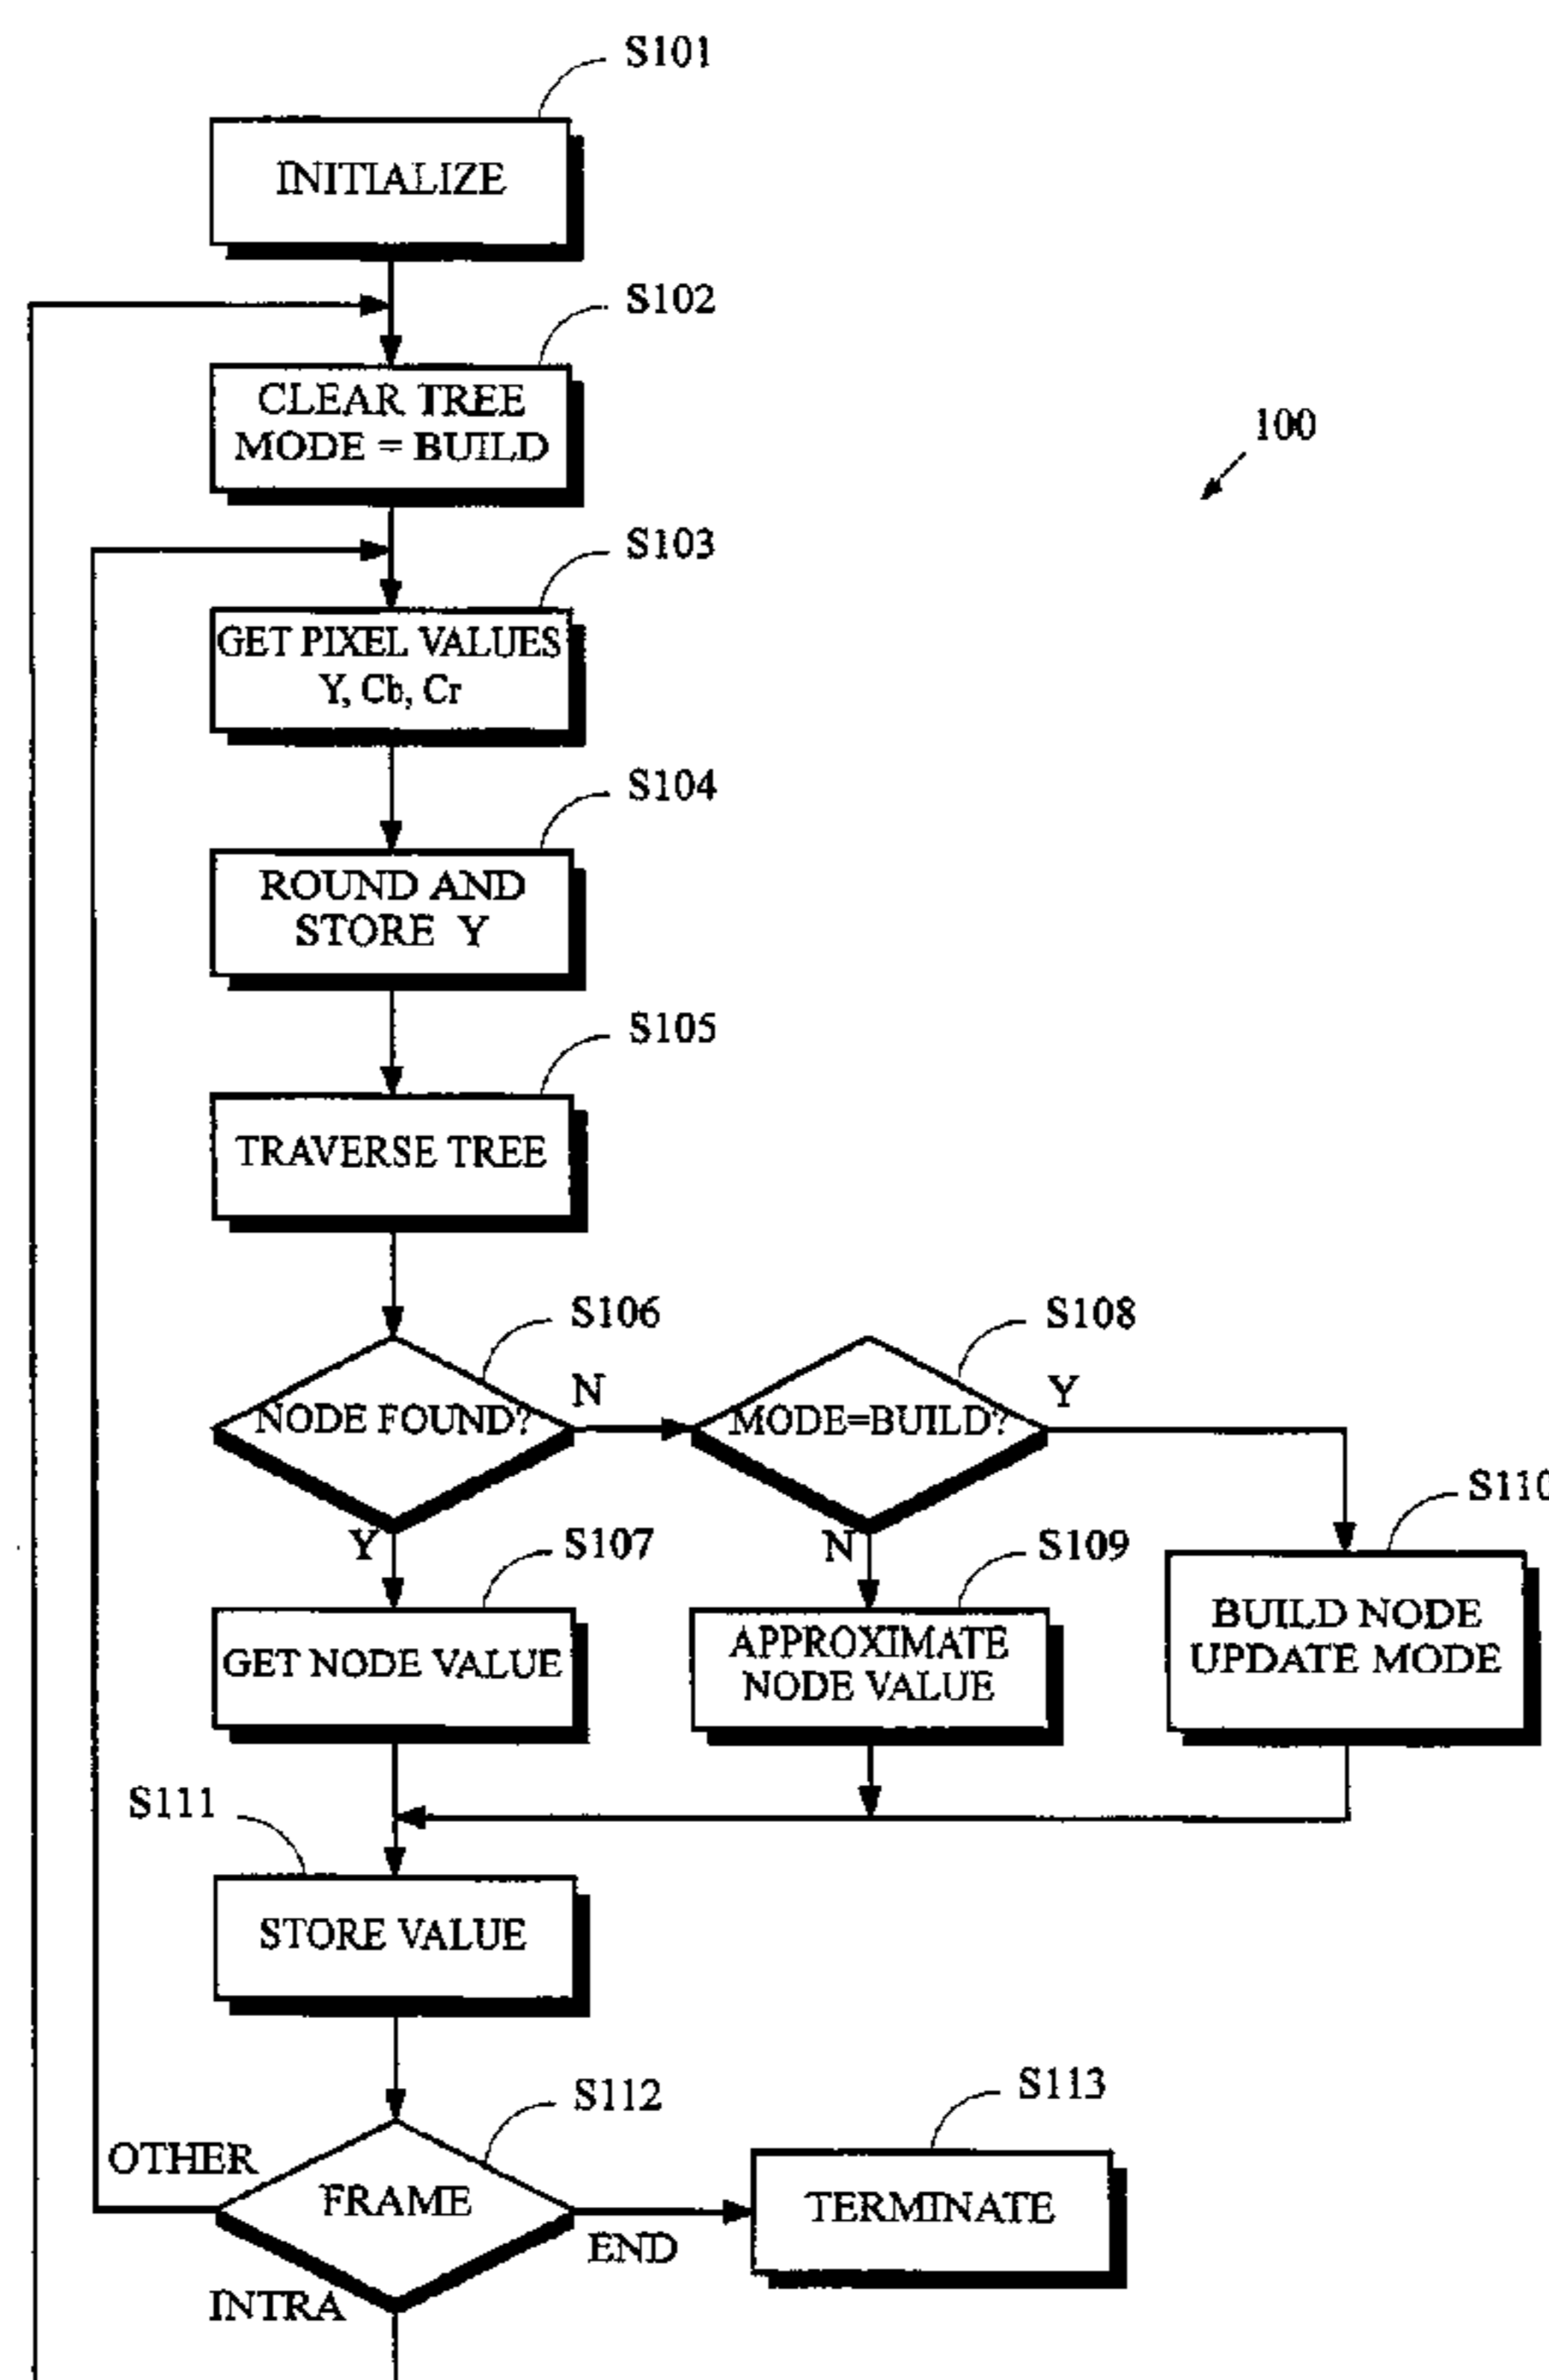 S101
INITIALIZE
S102
CLEAR TREE
MODE = BUILD
100
S103
GET PIXEL VALUES
Y, Cb, Cr
S104
ROUND AND
STORE Y
S105
TRAVERSE TREE
S106
NODE FOUND?
N
S108
MODE=BUILD?
Y
S110
BUILD NODE
UPDATE MODE
Y
S107
GET NODE VALUE
N
S109
APPROXIMATE
NODE VALUE
S111
STORE VALUE
S112
FRAME
OTHER
INTRA
END
S113
TERMINATE